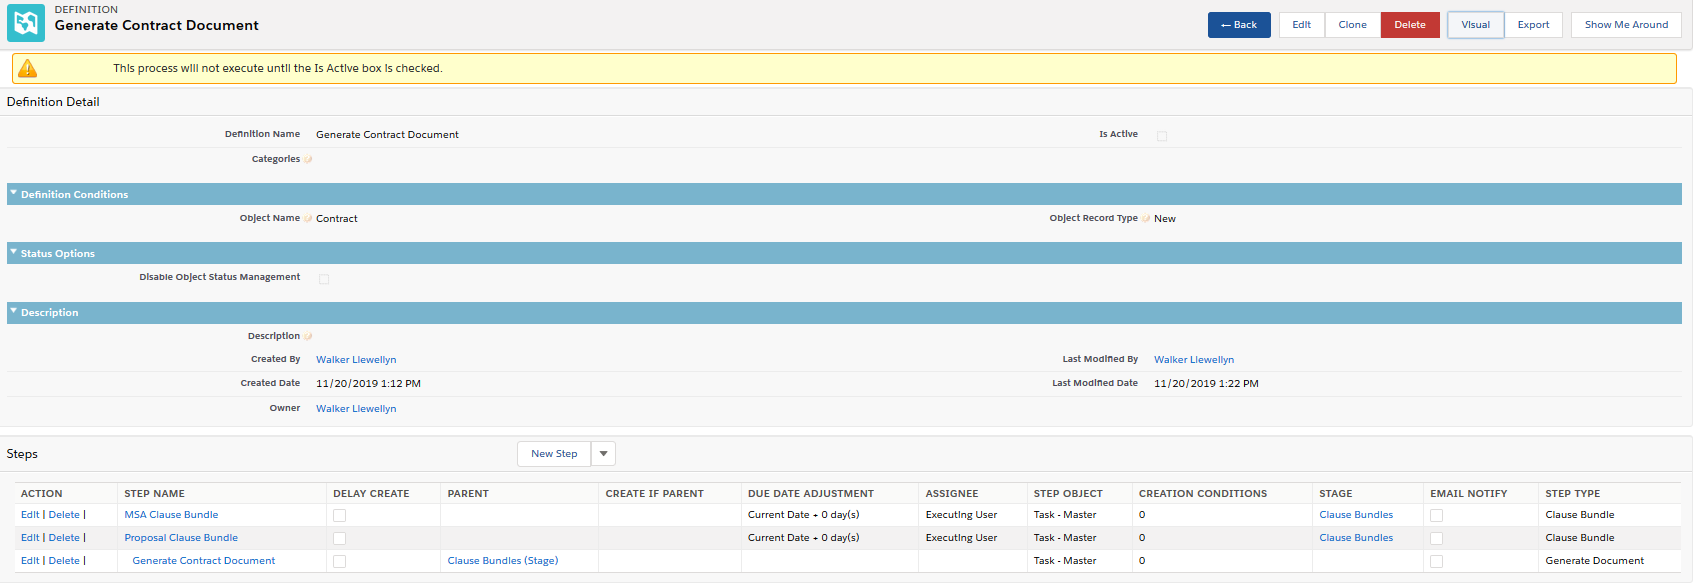 DEFINITION
Generate Contract Document
← Back Edit Clone Delete Visual Export Show Me Around
This process will not execute until the Is Active box is checked.
Definition Detail
Definition Name Generate Contract Document Is Active
Categories
Definition Conditions
Object Name Contract Object Record Type New
Status Options
Disable Object Status Management
Description
Description
Created By Walker Llewellyn Last Modified By Walker Llewellyn
Created Date 11/20/2019 1:12 PM Last Modified Date 11/20/2019 1:22 PM
Owner Walker Llewellyn
Steps New Step
ACTION STEP NAME DELAY CREATE PARENT CREATE IF PARENT DUE DATE ADJUSTMENT ASSIGNEE STEP OBJECT CREATION CONDITIONS STAGE EMAIL NOTIFY STEP TYPE
Edit | Delete | MSA Clause Bundle Current Date + 0 day(s) Executing User Task - Master 0 Clause Bundles Clause Bundle
Edit | Delete | Proposal Clause Bundle Current Date + 0 day(s) Executing User Task - Master 0 Clause Bundles Clause Bundle
Edit | Delete | Generate Contract Document Clause Bundles (Stage) Task - Master 0 Generate Document